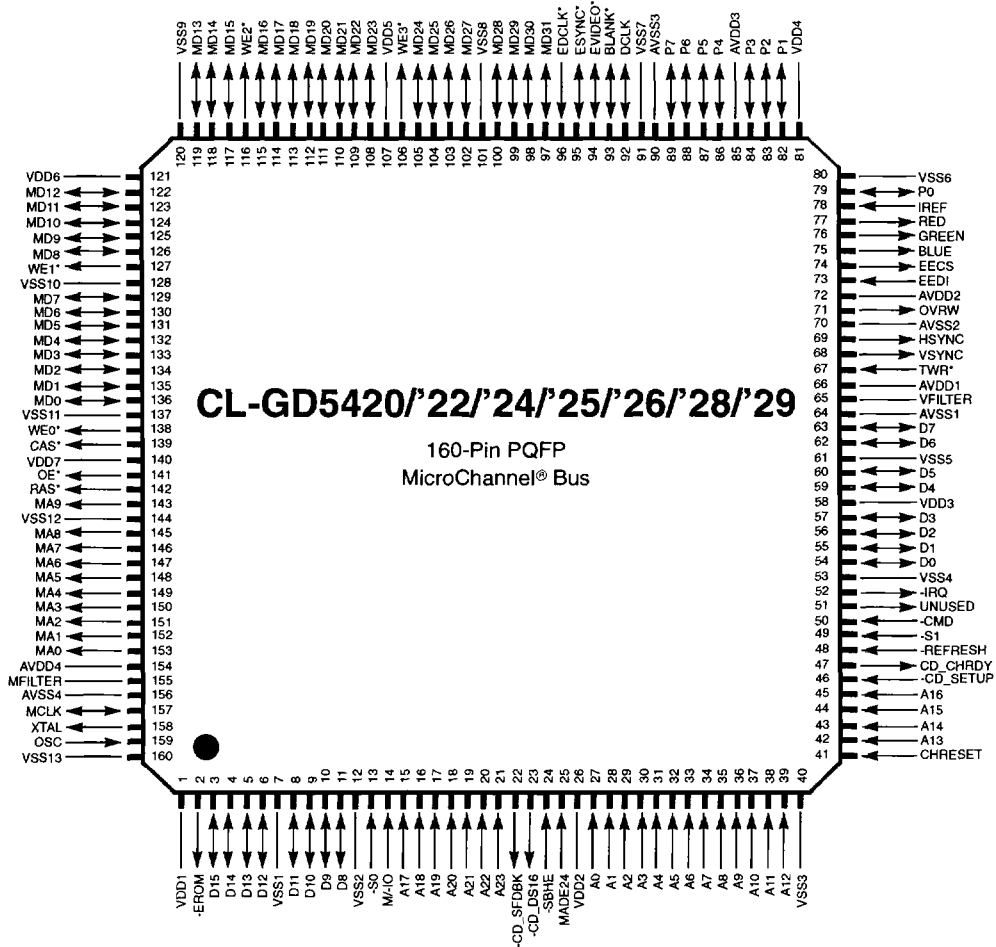 VSS9 MD13 MD14 MD15 WE2* MD16 MD17 MD18 MD19 MD20 MD21 MD22 MD23 VDD5 WE3* MD24 MD25 MD26 MD27 VSS8 MD28 MD29 MD30 MD31 EDCLK* ESYNC* EVIDEO* BLANK* DCLK VSS7 AVSS3 P7 P6 P5 P4 AVDD3 P3 P2 P1 VDD4
120 119 118 117 116 115 114 113 112 111 110 109 108 107 106 105 104 103 102 101 100 99 98 97 96 95 94 93 92 91 90 89 88 87 86 85 84 83 82 81
VDD6 121
MD12 122
MD11 123
MD10 124
MD9 125
MD8 126
WE1* 127
VSS10 128
MD7 129
MD6 130
MD5 131
MD4 132
MD3 133
MD2 134
MD1 135
MD0 136
VSS11 137
WE0* 138
CAS* 139
VDD7 140
OE* 141
RAS* 142
MA9 143
VSS12 144
MA8 145
MA7 146
MA6 147
MA5 148
MA4 149
MA3 150
MA2 151
MA1 152
MA0 153
AVDD4 154
MFILTER 155
AVSS4 156
MCLK 157
XTAL 158
OSC 159
VSS13 160
CL-GD5420/'22/'24/'25/'26/'28/'29
160-Pin PQFP
MicroChannel® Bus
80 VSS6
79 P0
78 IREF
77 RED
76 GREEN
75 BLUE
74 EECS
73 EEDI
72 AVDD2
71 OVRW
70 AVSS2
69 HSYNC
68 VSYNC
67 TWR*
66 AVDD1
65 VFILTER
64 AVSS1
63 D7
62 D6
61 VSS5
60 D5
59 D4
58 VDD3
57 D3
56 D2
55 D1
54 D0
53 VSS4
52 -IRQ
51 UNUSED
50 -CMD
49 -S1
48 -REFRESH
47 CD_CHRDY
46 -CD_SETUP
45 A16
44 A15
43 A14
42 A13
41 CHRESET
1 2 3 4 5 6 7 8 9 10 11 12 13 14 15 16 17 18 19 20 21 22 23 24 25 26 27 28 29 30 31 32 33 34 35 36 37 38 39 40
VDD1 -EROM D15 D14 D13 D12 VSS1 D11 D10 D9 D8 VSS2 -S0 M/-IO A17 A18 A19 A20 A21 A22 A23 -CD_SFDBK -CD_DS16 -SBHE MADE24 VDD2 A0 A1 A2 A3 A4 A5 A6 A7 A8 A9 A10 A11 A12 VSS3